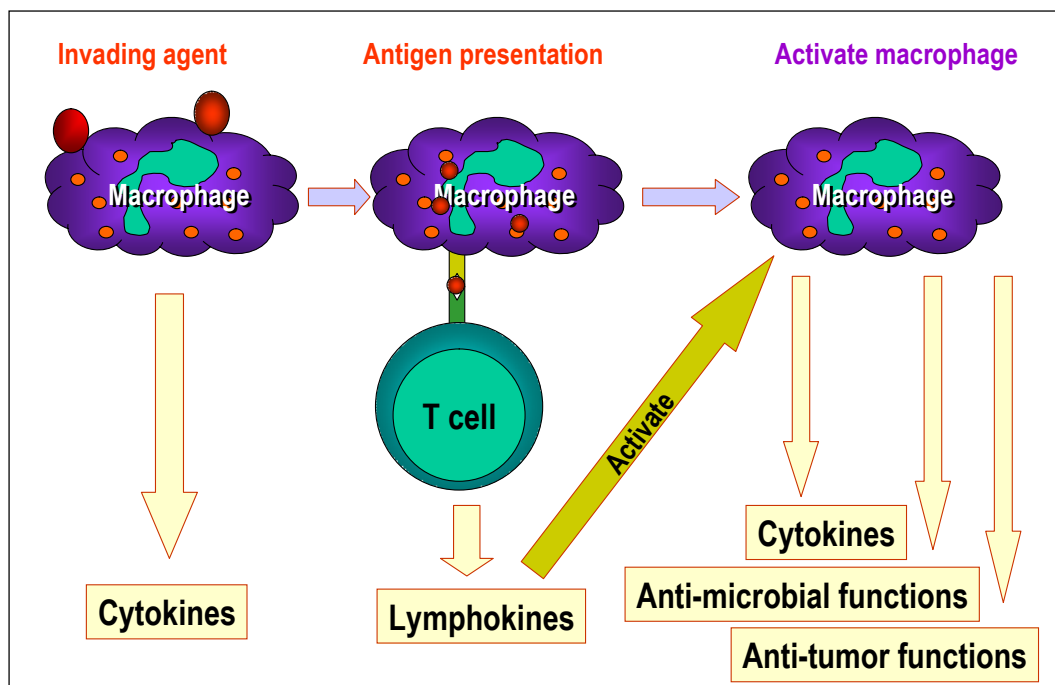 Invading agent
Antigen presentation
Activate macrophage
Macrophage
Macrophage
Macrophage
T cell
Activate
Cytokines
Lymphokines
Cytokines
Anti-microbial functions
Anti-tumor functions